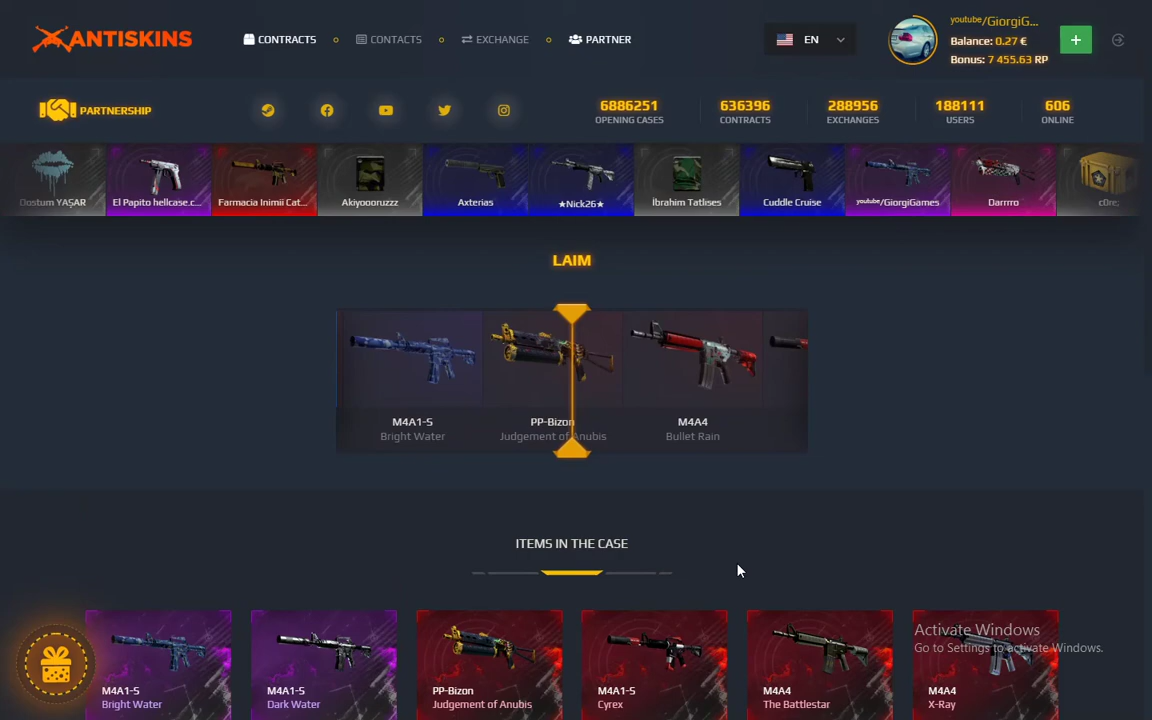 ANTISKINS
CONTRACTS
CONTACTS
EXCHANGE
PARTNER
EN
youtube/GiorgiG...
Balance: 0.27 €
Bonus: 7 455.63 RP
+
PARTNERSHIP
6886251
OPENING CASES
636396
CONTRACTS
288956
EXCHANGES
188111
USERS
606
ONLINE
Dostum YAŞAR
El Papito hellcase.c...
Farmacia Inimii Cat...
Akiyooruzzz
Axterias
★Nick26★
İbrahim Tatlises
Cuddle Cruise
youtube/GiorgiGames
Darrrro
c0re;
LAIM
M4A1-S
Bright Water
PP-Bizon
Judgement of Anubis
M4A4
Bullet Rain
ITEMS IN THE CASE
M4A1-S
Bright Water
M4A1-S
Dark Water
PP-Bizon
Judgement of Anubis
M4A1-S
Cyrex
M4A4
The Battlestar
M4A4
X-Ray
Activate Windows
Go to Settings to activate Windows.